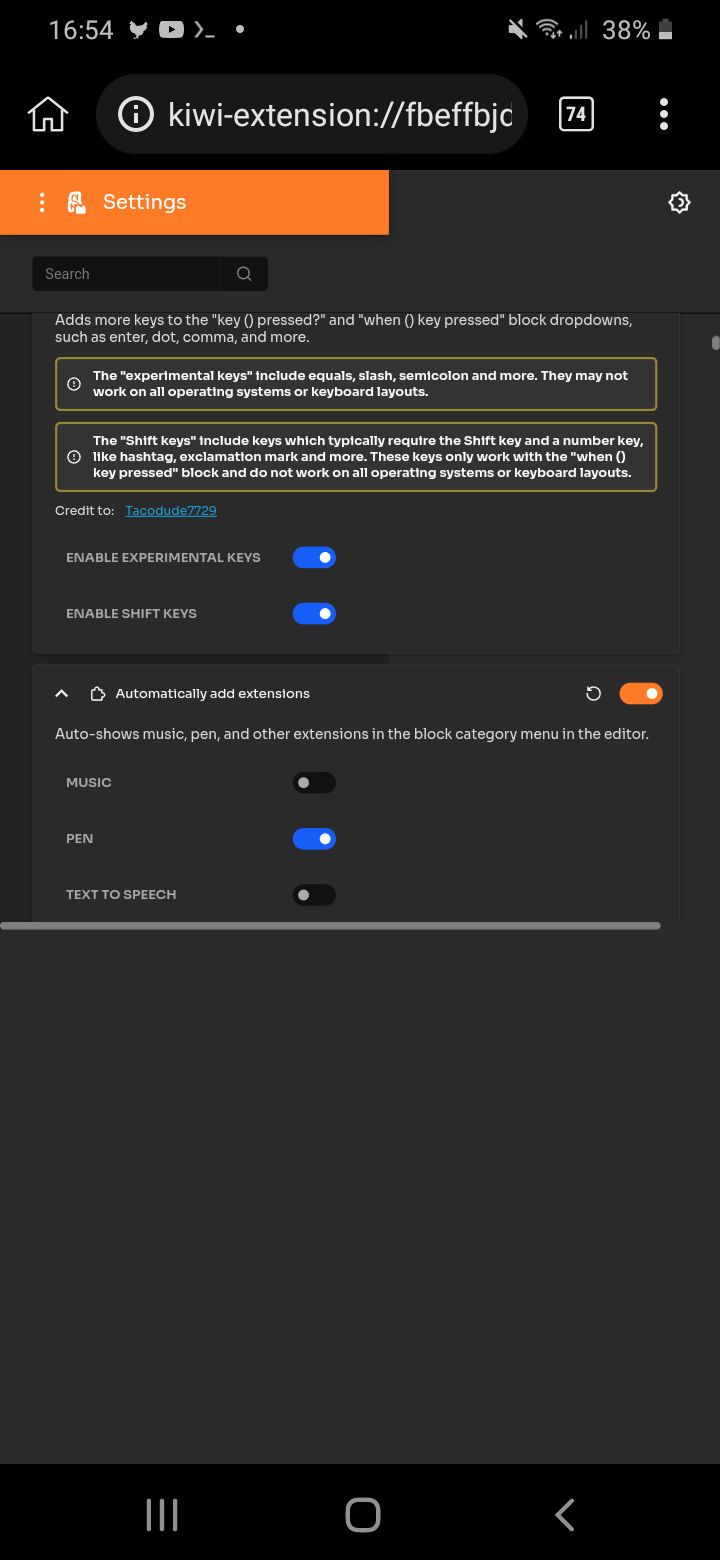 16:54
38%
kiwi-extension://fbeffbjc
74
Settings
Search
Adds more keys to the "key () pressed?" and "when () key pressed" block dropdowns,
such as enter, dot, comma, and more.
The "experimental keys" include equals, slash, semicolon and more. They may not
work on all operating systems or keyboard layouts.
The "Shift keys" include keys which typically require the Shift key and a number key,
like hashtag, exclamation mark and more. These keys only work with the "when ()
key pressed" block and do not work on all operating systems or keyboard layouts.
Credit to: Tacodude7729
ENABLE EXPERIMENTAL KEYS
ENABLE SHIFT KEYS
Automatically add extensions
Auto-shows music, pen, and other extensions in the block category menu in the editor.
MUSIC
PEN
TEXT TO SPEECH